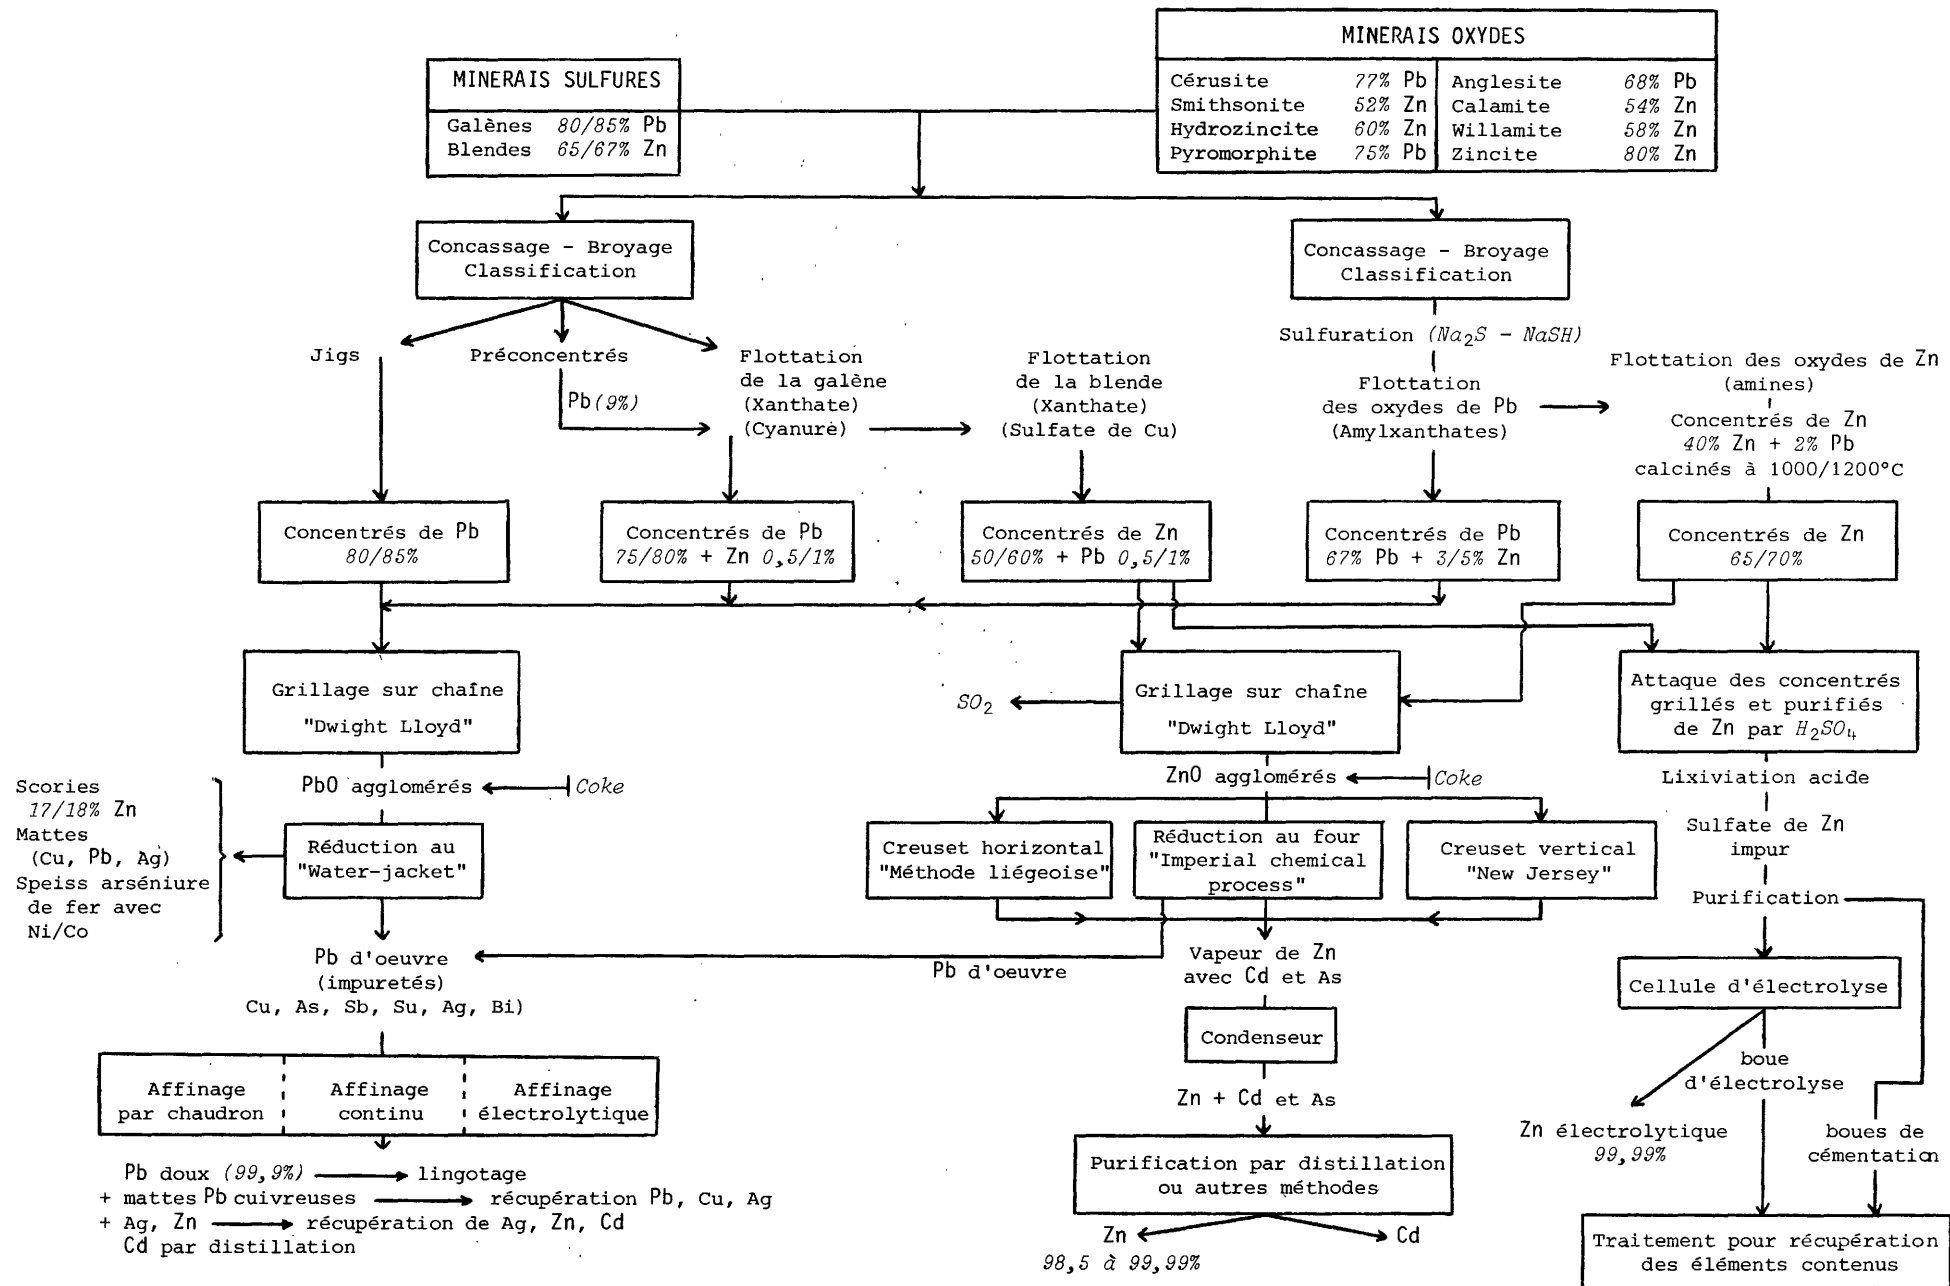 MINERAIS OXYDES
Cérusite 77% Pb
Smithsonite 52% Zn
Hydrozincite 60% Zn
Pyromorphite 75% Pb
Anglesite 68% Pb
Calamite 54% Zn
Willamite 58% Zn
Zincite 80% Zn
MINERAIS SULFURES
Galènes 80/85% Pb
Blendes 65/67% Zn
Concassage - Broyage
Classification
Concassage - Broyage
Classification
Jigs
Préconcentrés
Pb (9%)
Flottation
de la galène
(Xanthate)
(Cyanure)
Flottation
de la blende
(Xanthate)
(Sulfate de Cu)
Sulfuration (Na2S - NaSH)
Flottation
des oxydes de Pb
(Amylxanthates)
Flottation des oxydes de Zn
(amines)
Concentrés de Zn
40% Zn + 2% Pb
calcinés à 1000/1200°C
Concentrés de Pb
80/85%
Concentrés de Pb
75/80% + Zn 0,5/1%
Concentrés de Zn
50/60% + Pb 0,5/1%
Concentrés de Pb
67% Pb + 3/5% Zn
Concentrés de Zn
65/70%
Grillage sur chaîne
"Dwight Lloyd"
SO2
Grillage sur chaîne
"Dwight Lloyd"
Attaque des concentrés
grillés et purifiés
de Zn par H2SO4
PbO agglomérés
Coke
ZnO agglomérés
Coke
Lixiviation acide
Scories
17/18% Zn
Mattes
(Cu, Pb, Ag)
Speiss arséniure
de fer avec
Ni/Co
Réduction au
"Water-jacket"
Creuset horizontal
"Méthode liégeoise"
Réduction au four
"Imperial chemical
process"
Creuset vertical
"New Jersey"
Sulfate de Zn
impur
Purification
Pb d'oeuvre
(impuretés)
Cu, As, Sb, Su, Ag, Bi)
Pb d'oeuvre
Vapeur de Zn
avec Cd et As
Cellule d'électrolyse
Condenseur
boue
d'électrolyse
Affinage
par chaudron
Affinage
continu
Affinage
électrolytique
Zn + Cd et As
Zn électrolytique
99,99%
boues de
cémentation
Purification par distillation
ou autres méthodes
Pb doux (99,9%) lingotage
+ mattes Pb cuivreuses récupération Pb, Cu, Ag
+ Ag, Zn récupération de Ag, Zn, Cd
Cd par distillation
Zn
98,5 à 99,99%
Cd
Traitement pour récupération
des éléments contenus